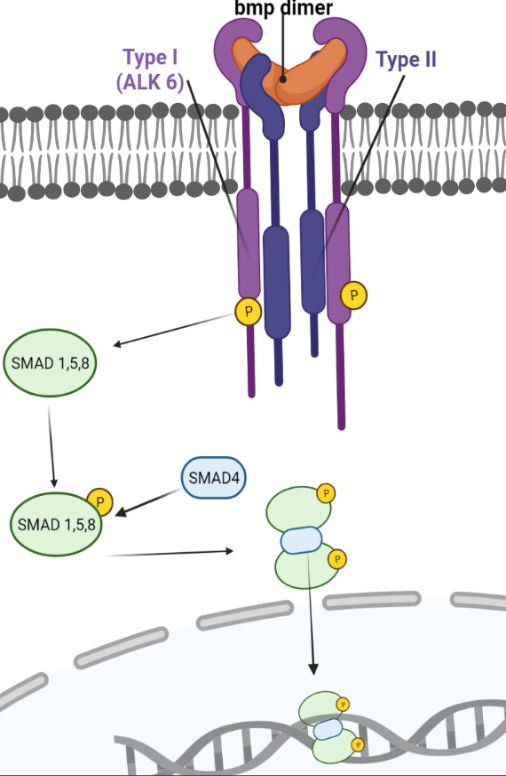 bmp dimer
Type I
(ALK 6)
Type II
P
P
SMAD 1,5,8
P
SMAD4
SMAD 1,5,8
P
P
P
P